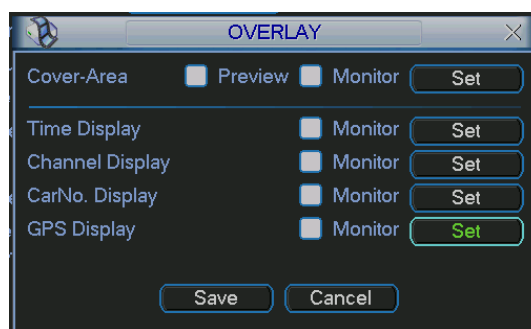 OVERLAY
Cover-Area Preview Monitor Set
Time Display Monitor Set
Channel Display Monitor Set
CarNo. Display Monitor Set
GPS Display Monitor Set
Save Cancel